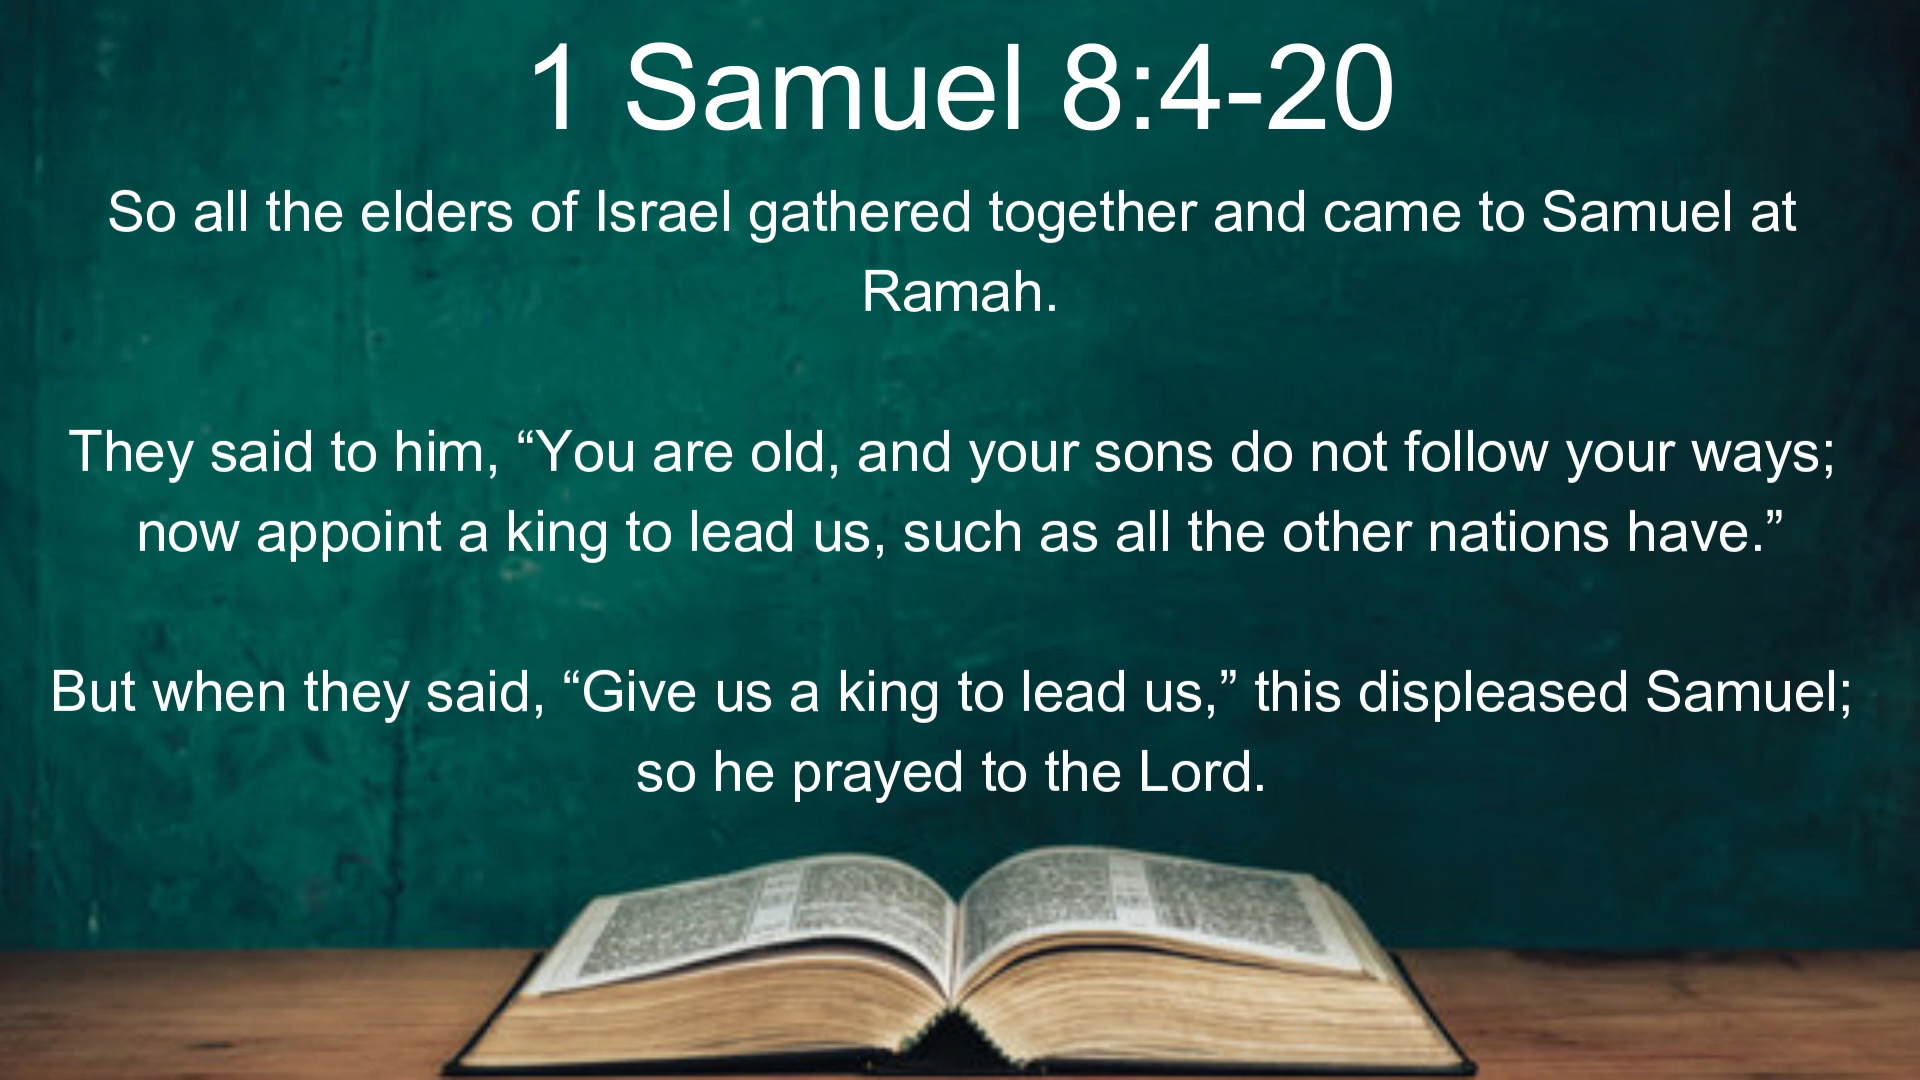 1 Samuel 8:4-20
So all the elders of Israel gathered together and came to Samuel at
Ramah.
They said to him, “You are old, and your sons do not follow your ways;
now appoint a king to lead us, such as all the other nations have.”
But when they said, “Give us a king to lead us,” this displeased Samuel;
so he prayed to the Lord.